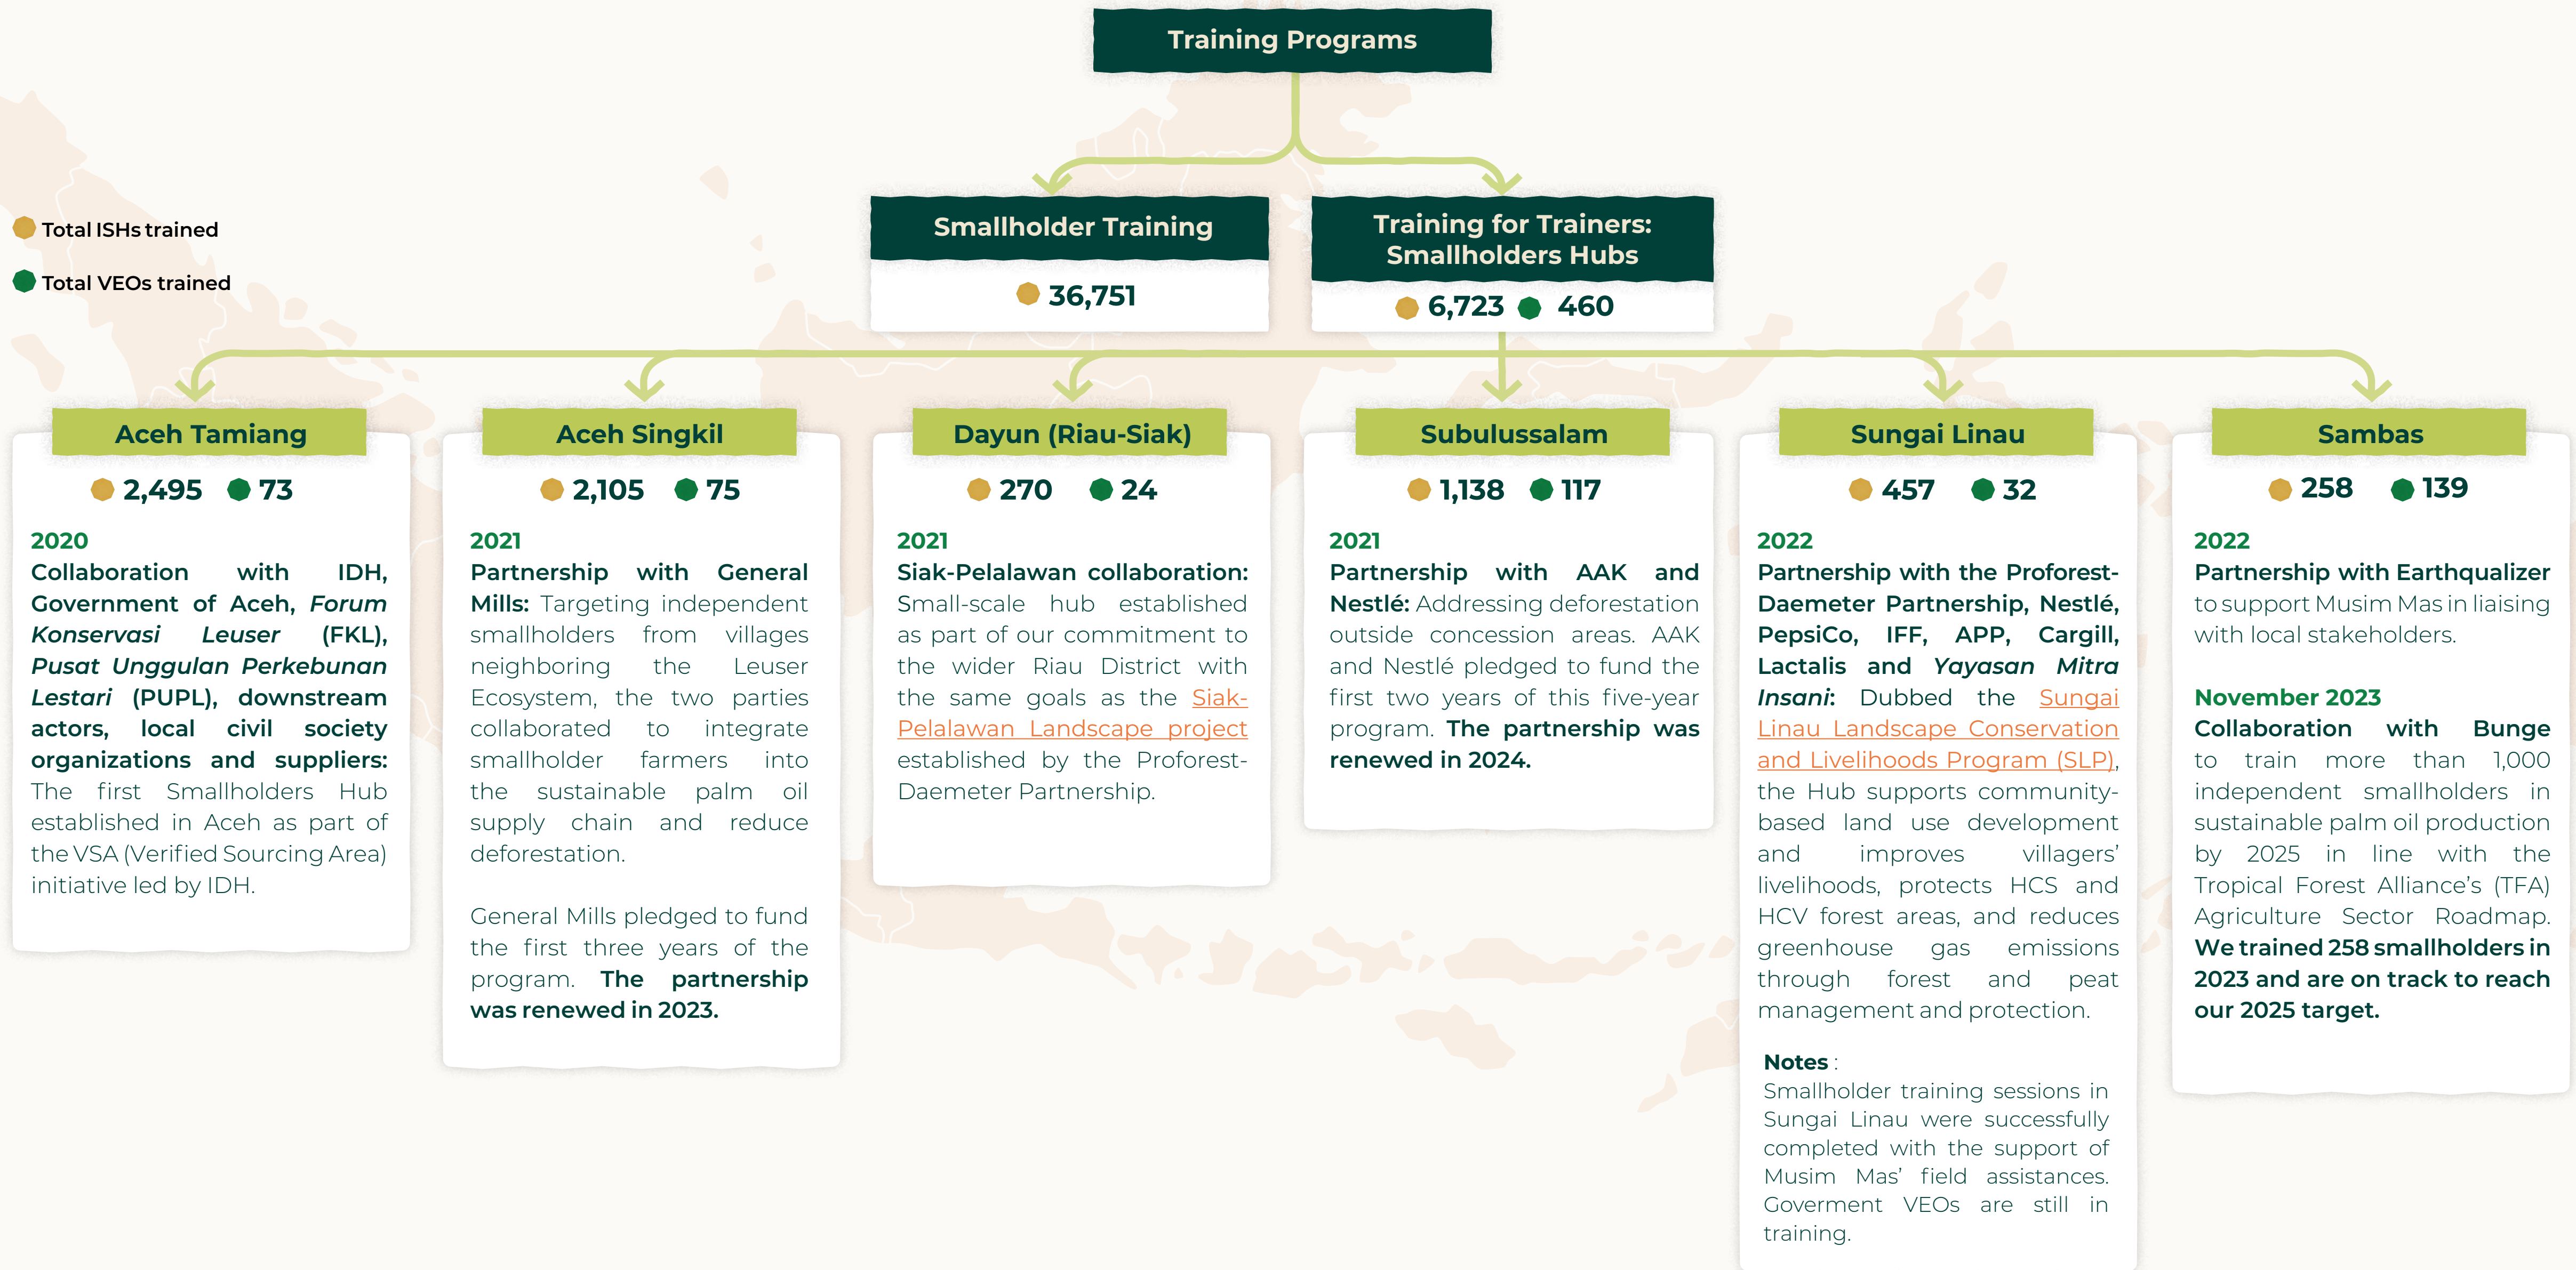 Training Programs
Total ISHs trained
Total VEOs trained
Smallholder Training
36,751
Training for Trainers:
Smallholders Hubs
6,723 460
Aceh Tamiang
2,495 73
2020
Collaboration with IDH,
Government of Aceh, Forum
Konservasi Leuser (FKL),
Pusat Unggulan Perkebunan
Lestari (PUPL), downstream
actors, local civil society
organizations and suppliers:
The first Smallholders Hub
established in Aceh as part of
the VSA (Verified Sourcing Area)
initiative led by IDH.
Aceh Singkil
2,105 75
2021
Partnership with General
Mills: Targeting independent
smallholders from villages
neighboring the Leuser
Ecosystem, the two parties
collaborated to integrate
smallholder farmers into
the sustainable palm oil
supply chain and reduce
deforestation.
General Mills pledged to fund
the first three years of the
program. The partnership
was renewed in 2023.
Dayun (Riau-Siak)
270 24
2021
Siak-Pelalawan collaboration:
Small-scale hub established
as part of our commitment to
the wider Riau District with
the same goals as the Siak-
Pelalawan Landscape project
established by the Proforest-
Daemeter Partnership.
Subulussalam
1,138 117
2021
Partnership with AAK and
Nestlé: Addressing deforestation
outside concession areas. AAK
and Nestlé pledged to fund the
first two years of this five-year
program. The partnership was
renewed in 2024.
Sungai Linau
457 32
2022
Partnership with the Proforest-
Daemeter Partnership, Nestlé,
PepsiCo, IFF, APP, Cargill,
Lactalis and Yayasan Mitra
Insani: Dubbed the Sungai
Linau Landscape Conservation
and Livelihoods Program (SLP),
the Hub supports community-
based land use development
and improves villagers’
livelihoods, protects HCS and
HCV forest areas, and reduces
greenhouse gas emissions
through forest and peat
management and protection.
Notes :
Smallholder training sessions in
Sungai Linau were successfully
completed with the support of
Musim Mas’ field assistances.
Goverment VEOs are still in
training.
Sambas
258 139
2022
Partnership with Earthqualizer
to support Musim Mas in liaising
with local stakeholders.
November 2023
Collaboration with Bunge
to train more than 1,000
independent smallholders in
sustainable palm oil production
by 2025 in line with the
Tropical Forest Alliance’s (TFA)
Agriculture Sector Roadmap.
We trained 258 smallholders in
2023 and are on track to reach
our 2025 target.